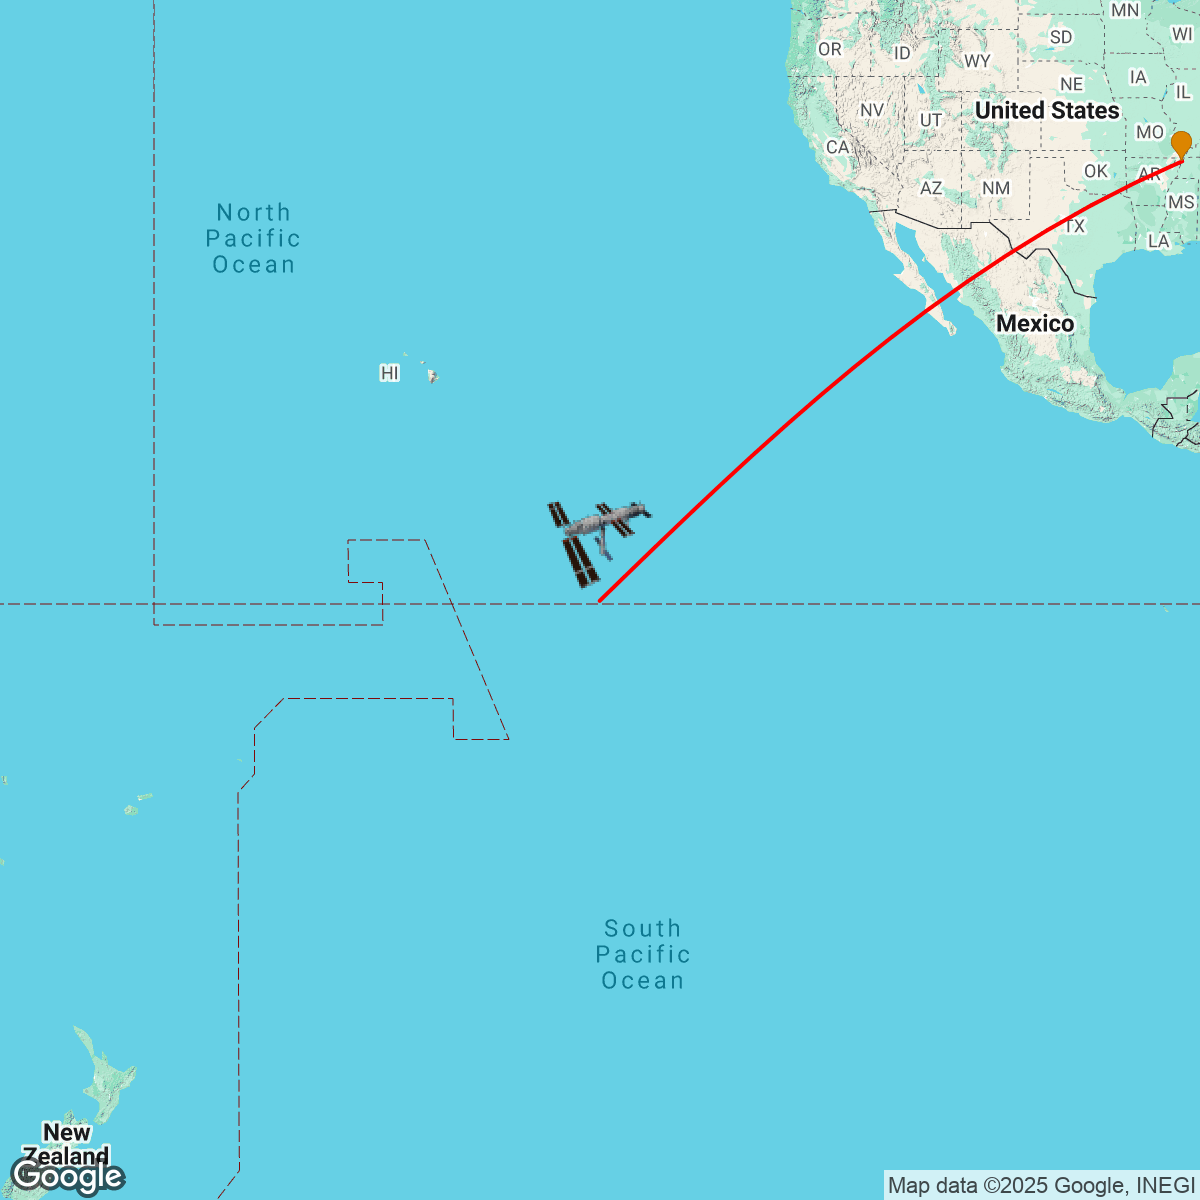 MN
OR
ID
SD
WI
WY
IA
NE
IL
NV
United States
UT
MO
CA
OK
AR
AZ
NM
MS
TX
LA
North
Pacific
Ocean
Mexico
HI
South
Pacific
Ocean
New
Zealand
Google
Map data ©2025 Google, INEGI